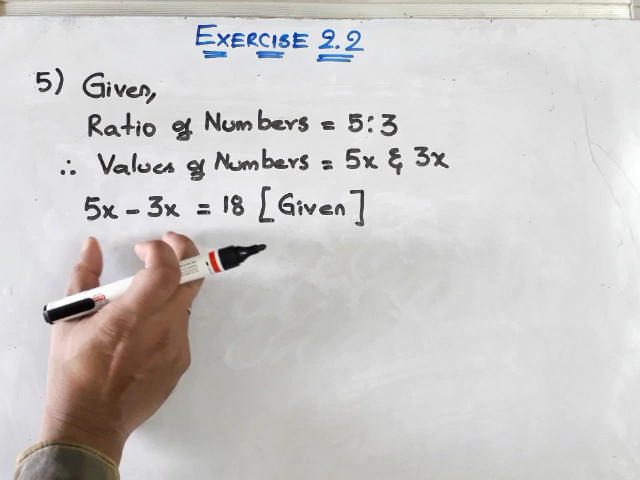 EXERCISE 2.2
5) Given,
Ratio of Numbers = 5:3
∴ Values of Numbers = 5x & 3x
5x - 3x = 18 [Given]